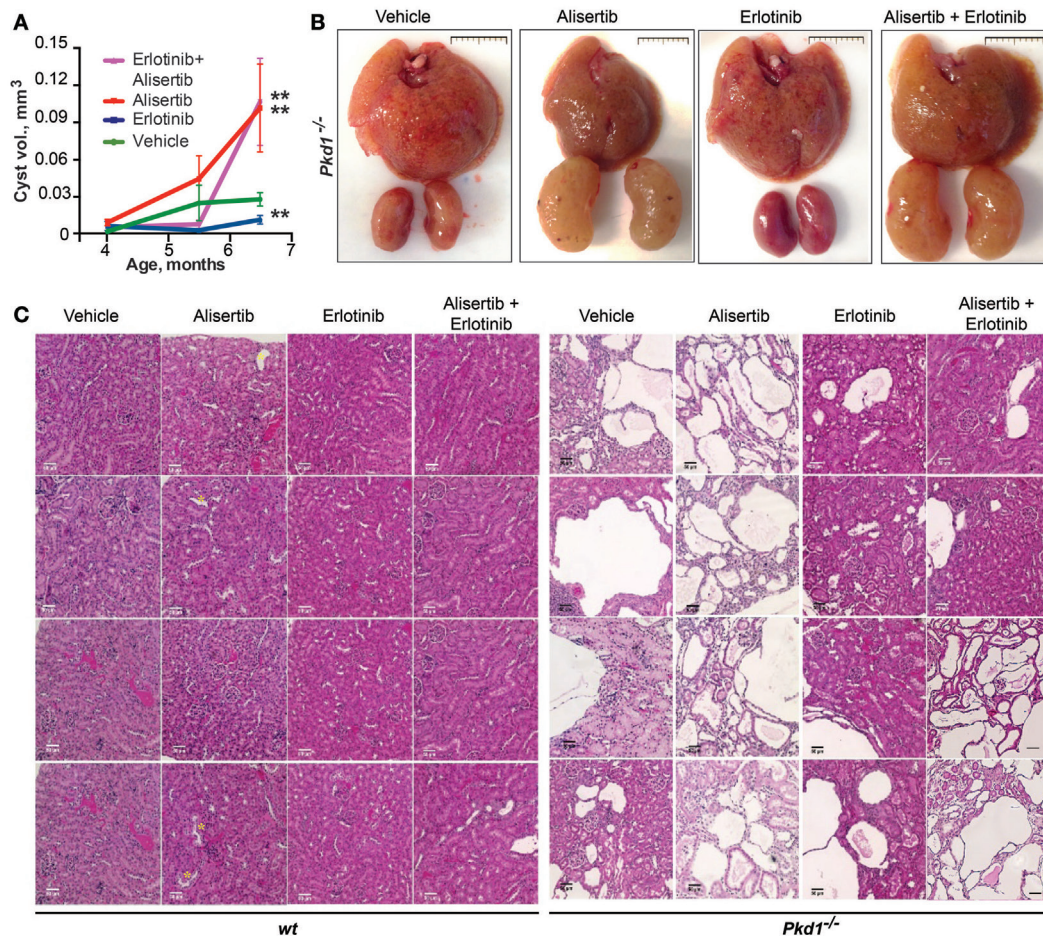 A
Cyst vol., mm3
0.15
0.12
0.09
0.06
0.03
0
4
5
6
7
Age, months
Erlotinib+
Alisertib
Alisertib
Erlotinib
Vehicle
**
**
**
B
Vehicle
Alisertib
Erlotinib
Alisertib + Erlotinib
Pkd1-/-
C
Vehicle
Alisertib
Erlotinib
Alisertib +
Erlotinib
Vehicle
Alisertib
Erlotinib
Alisertib +
Erlotinib
wt
Pkd1-/-